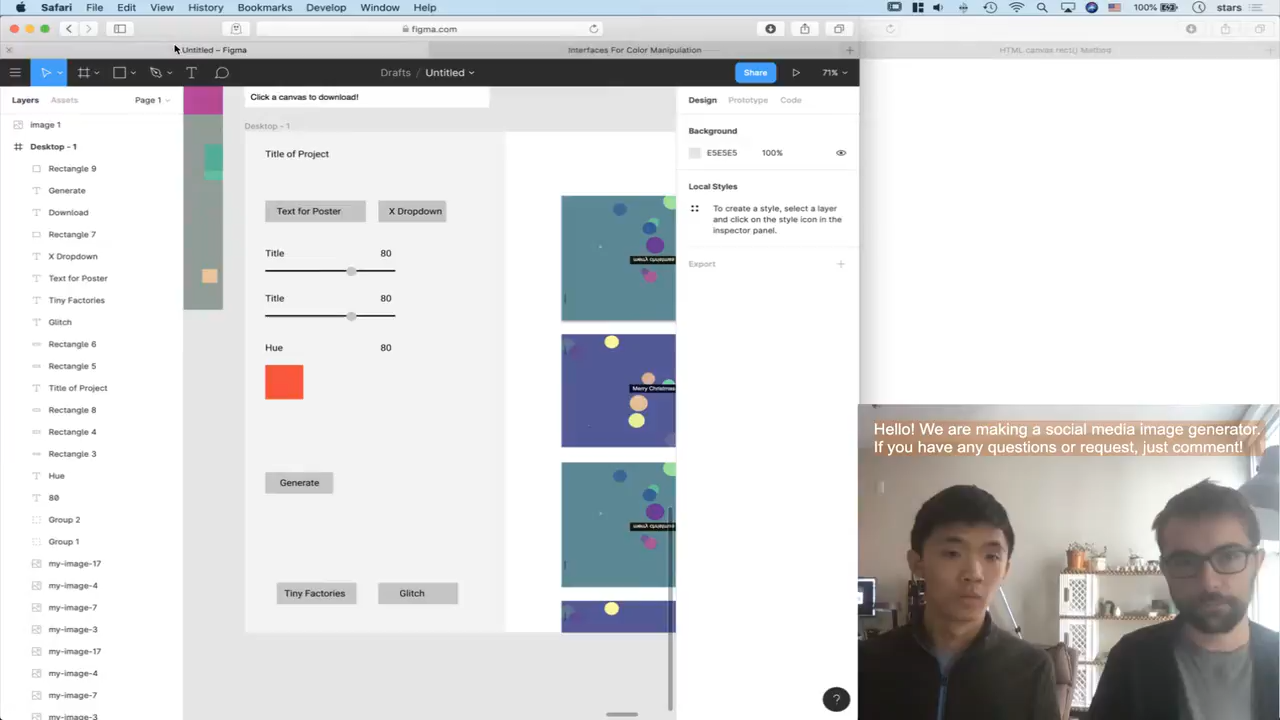 Safari File Edit View History Bookmarks Develop Window Help 100% stars
figma.com
Untitled – Figma Interfaces For Color Manipulation HTML canvas rect() Method
Drafts / Untitled Share 71%
Layers Assets Page 1
image 1
Desktop - 1
Rectangle 9
Generate
Download
Rectangle 7
X Dropdown
Text for Poster
Tiny Factories
Glitch
Rectangle 6
Rectangle 5
Title of Project
Rectangle 8
Rectangle 4
Rectangle 3
Hue
80
Group 2
Group 1
my-image-17
my-image-4
my-image-7
my-image-3
my-image-17
my-image-4
my-image-7
my-image-3
Click a canvas to download!
Desktop - 1
Title of Project
Text for Poster X Dropdown
Title 80
Title 80
Hue 80
Generate
Tiny Factories Glitch
merry christmas
Merry Christmas
merry christmas
Design Prototype Code
Background
E5E5E5 100%
Local Styles
To create a style, select a layer
and click on the style icon in the
inspector panel.
Export
?
Hello! We are making a social media image generator.
If you have any questions or request, just comment!